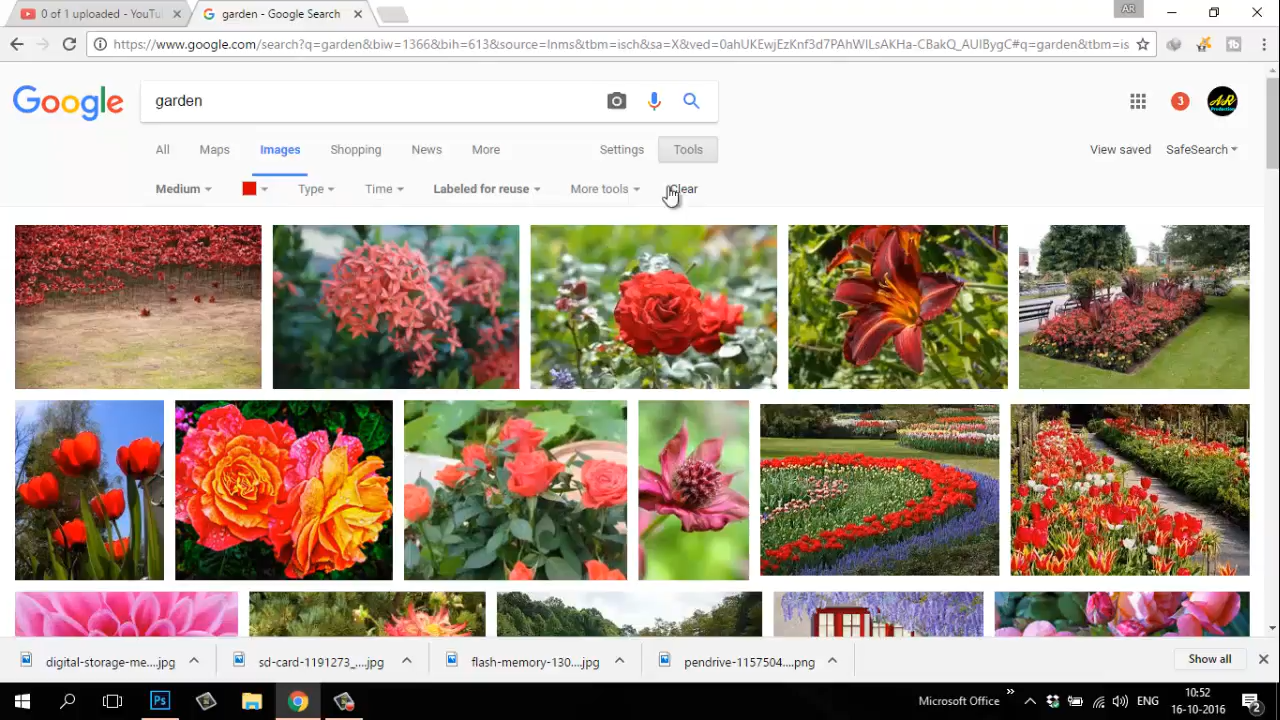 0 of 1 uploaded - YouTu
garden - Google Search
AR
https://www.google.com/search?q=garden&biw=1366&bih=613&source=lnms&tbm=isch&sa=X&ved=0ahUKEwjEzKnf3d7PAhWILsAKHa-CBakQ_AUIBygC#q=garden&tbm=is
Google
garden
3
AR
All Maps Images Shopping News More Settings Tools View saved SafeSearch
Medium Type Time Labeled for reuse More tools Clear
digital-storage-me....jpg sd-card-1191273_....jpg flash-memory-130....jpg pendrive-1157504....png Show all
Ps Microsoft Office ENG 10:52
16-10-2016 2